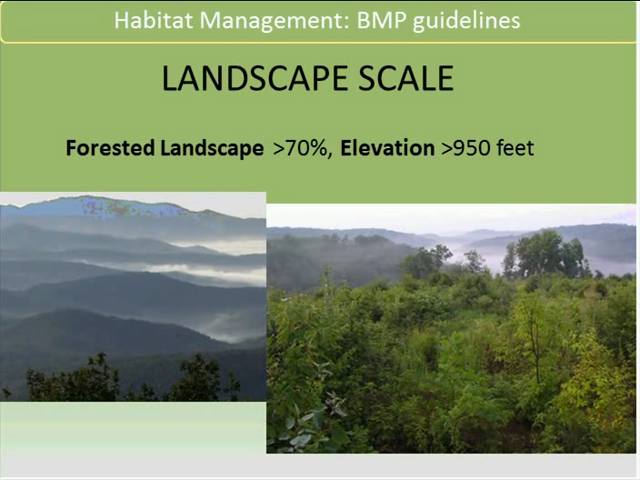 Habitat Management: BMP guidelines
LANDSCAPE SCALE
Forested Landscape >70%, Elevation >950 feet